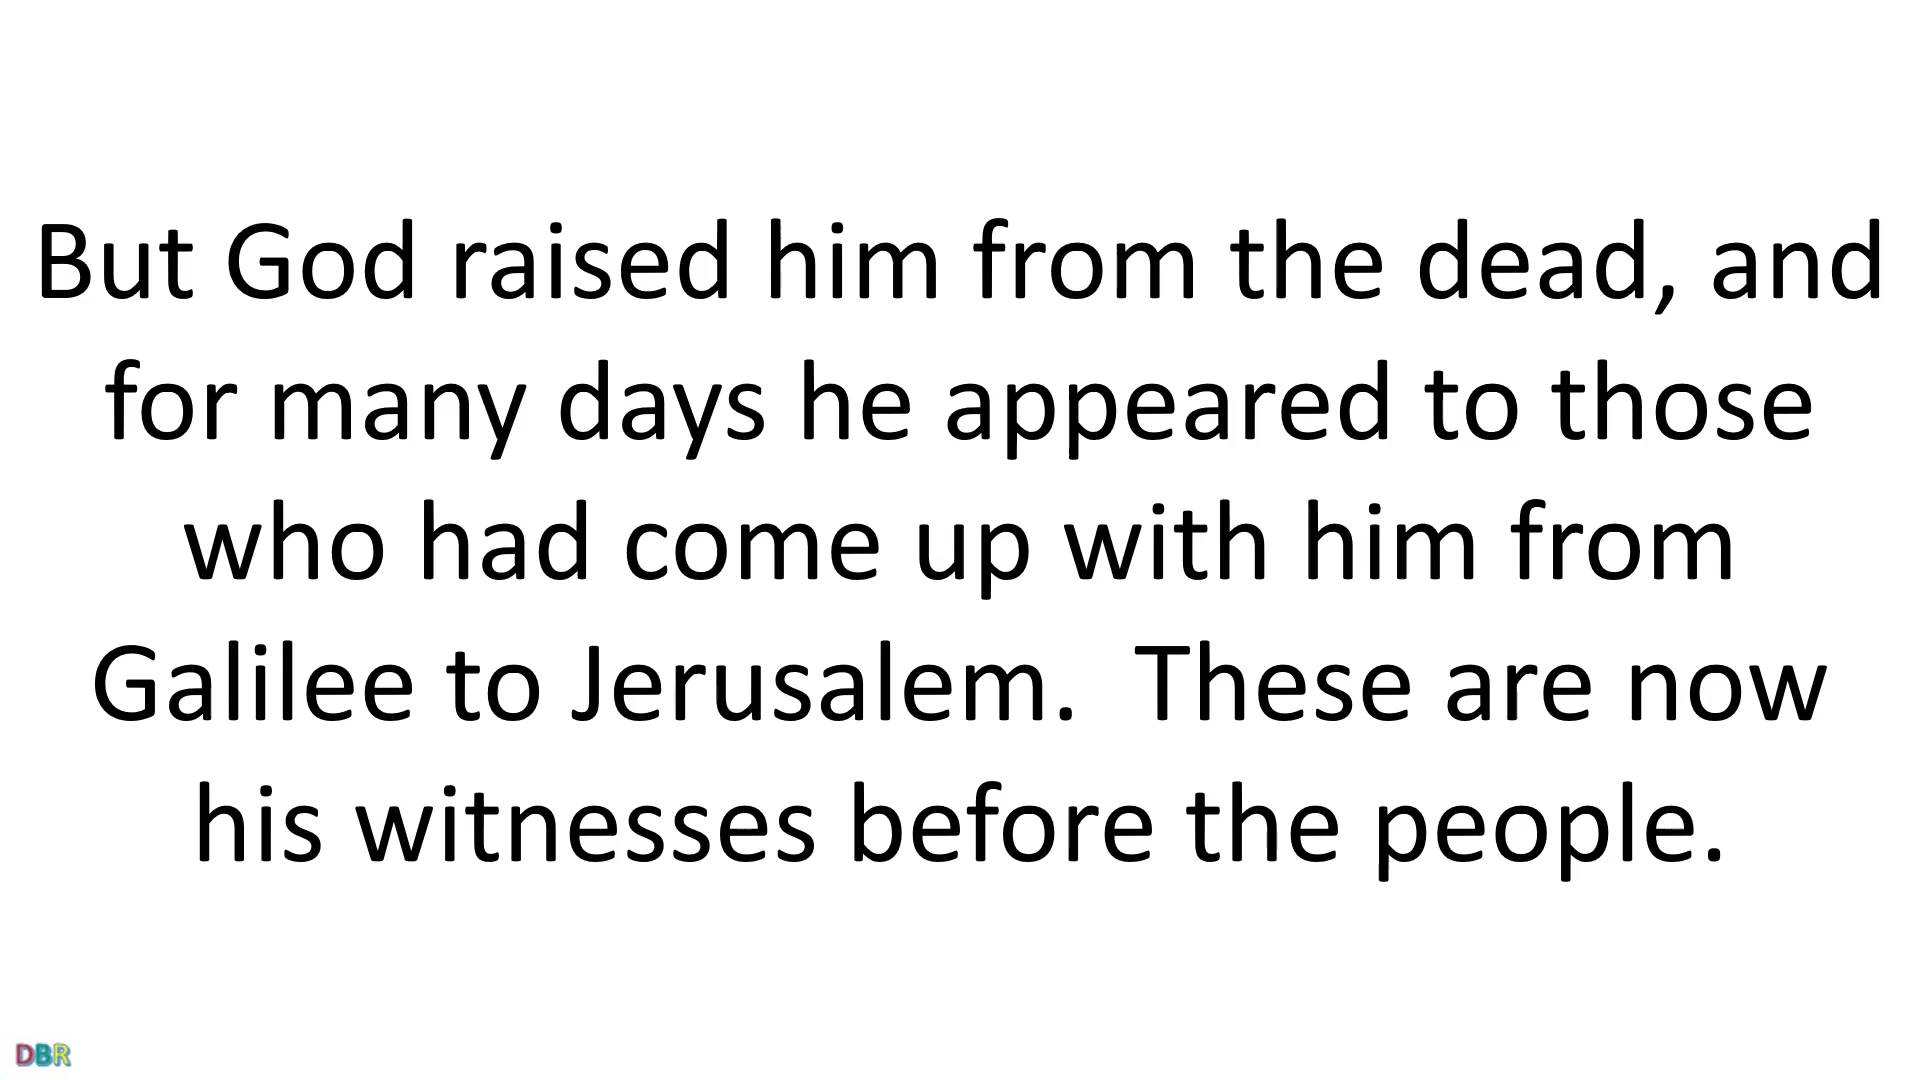 But God raised him from the dead, and
for many days he appeared to those
who had come up with him from
Galilee to Jerusalem.  These are now
his witnesses before the people.
DBR